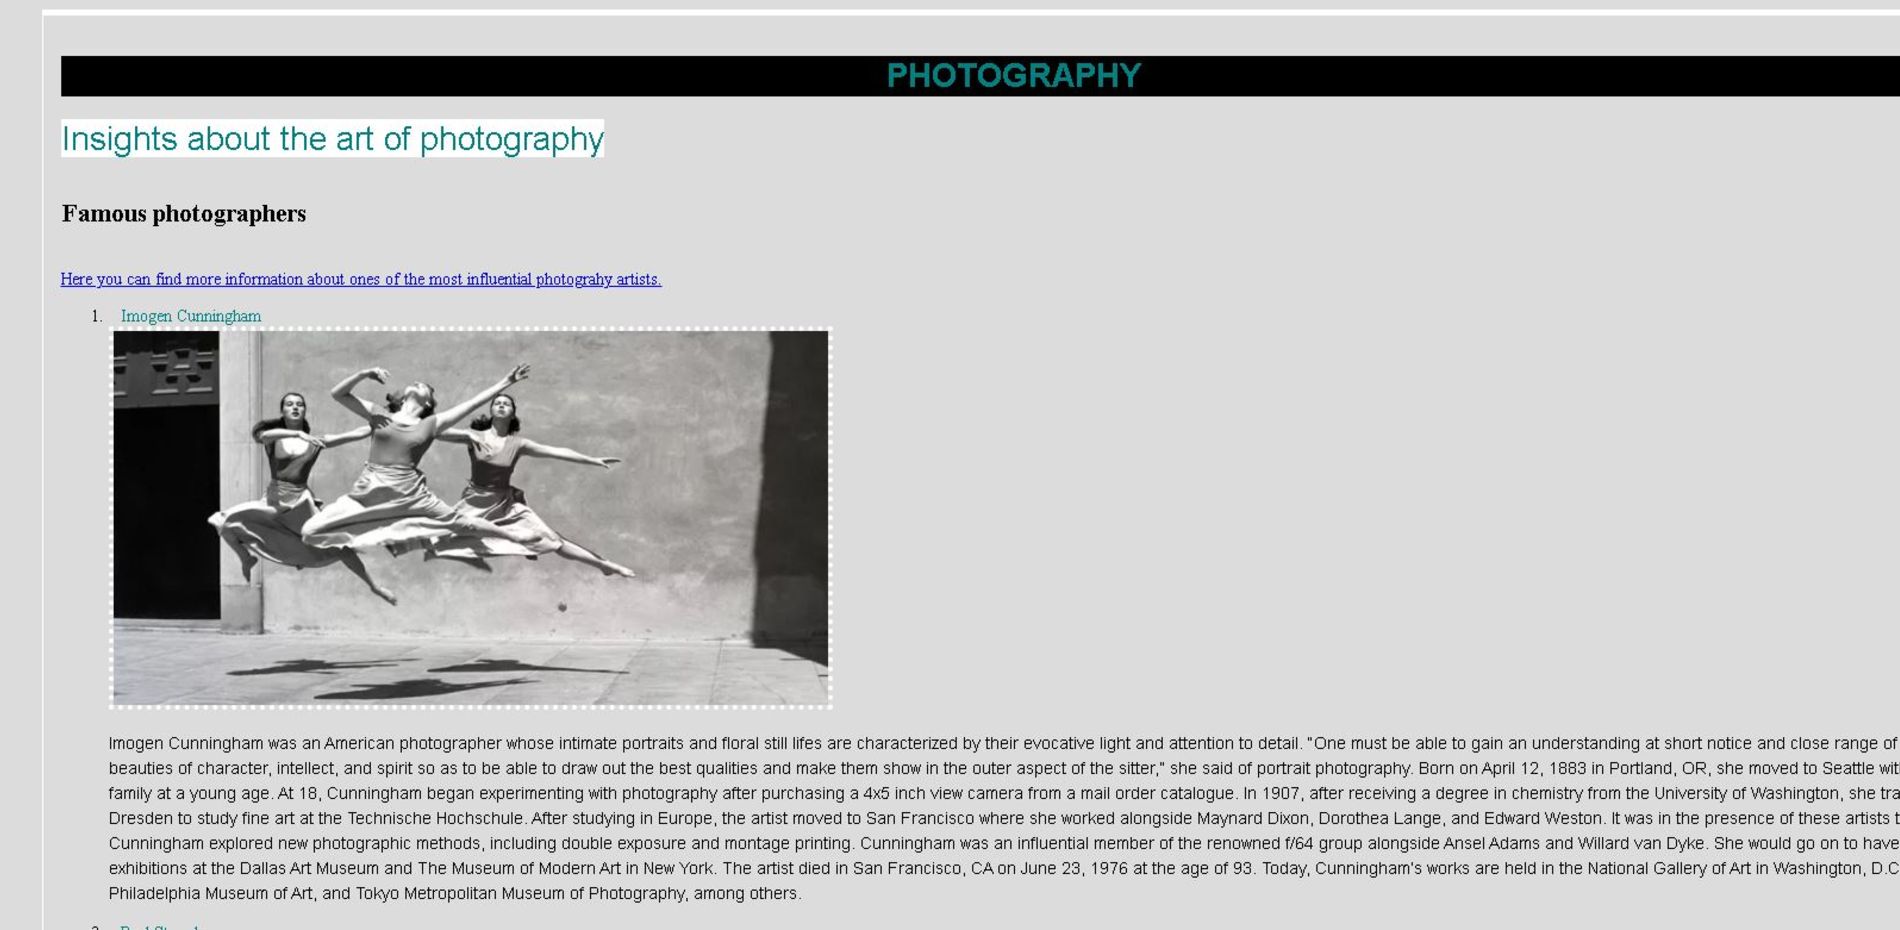 PHOTOGRAPHY
Insights about the art of photography
Famous photographers
Here you can find more information about ones of the most influential photograhy artists.
1. Imogen Cunningham
Imogen Cunningham was an American photographer whose intimate portraits and floral still lifes are characterized by their evocative light and attention to detail. “One must be able to gain an understanding at short notice and close range of
beauties of character, intellect, and spirit so as to be able to draw out the best qualities and make them show in the outer aspect of the sitter,” she said of portrait photography. Born on April 12, 1883 in Portland, OR, she moved to Seattle
family at a young age. At 18, Cunningham began experimenting with photography after purchasing a 4x5 inch view camera from a mail order catalogue. In 1907, after receiving a degree in chemistry from the University of Washington, she
Dresden to study fine art at the Technische Hochschule. After studying in Europe, the artist moved to San Francisco where she worked alongside Maynard Dixon, Dorothea Lange, and Edward Weston. It was in the presence of these artists
Cunningham explored new photographic methods, including double exposure and montage printing. Cunningham was an influential member of the renowned f/64 group alongside Ansel Adams and Willard van Dyke. She would go on to have
exhibitions at the Dallas Art Museum and The Museum of Modern Art in New York. The artist died in San Francisco, CA on June 23, 1976 at the age of 93. Today, Cunningham's works are held in the National Gallery of Art in Washington,
Philadelphia Museum of Art, and Tokyo Metropolitan Museum of Photography, among others.